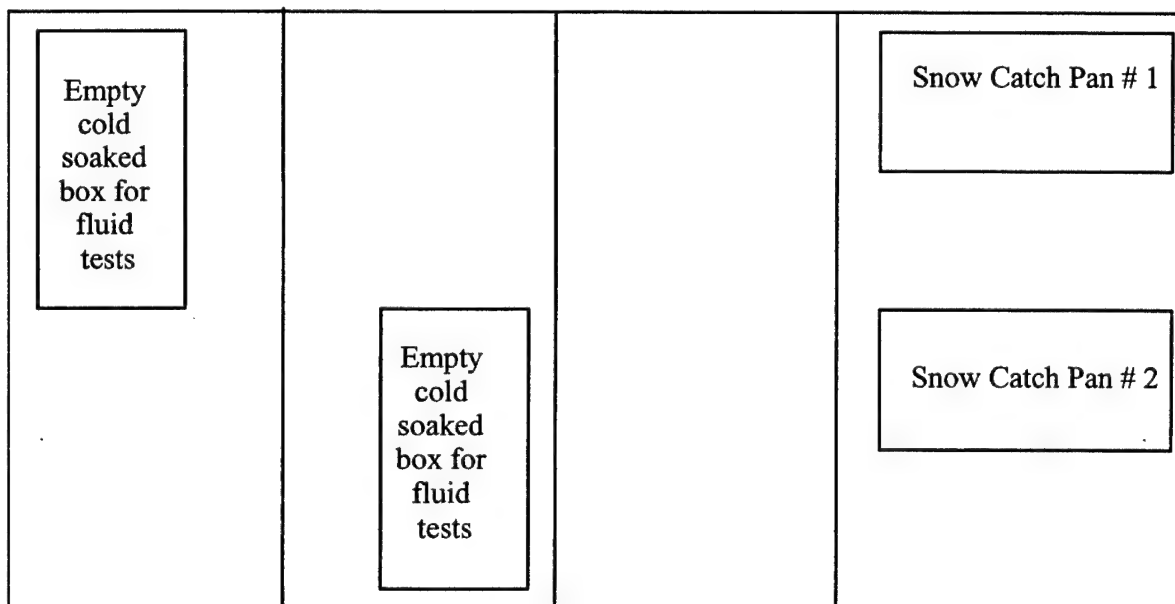 Empty
cold
soaked
box for
fluid
tests
Empty
cold
soaked
box for
fluid
tests
Snow Catch Pan # 1
Snow Catch Pan # 2